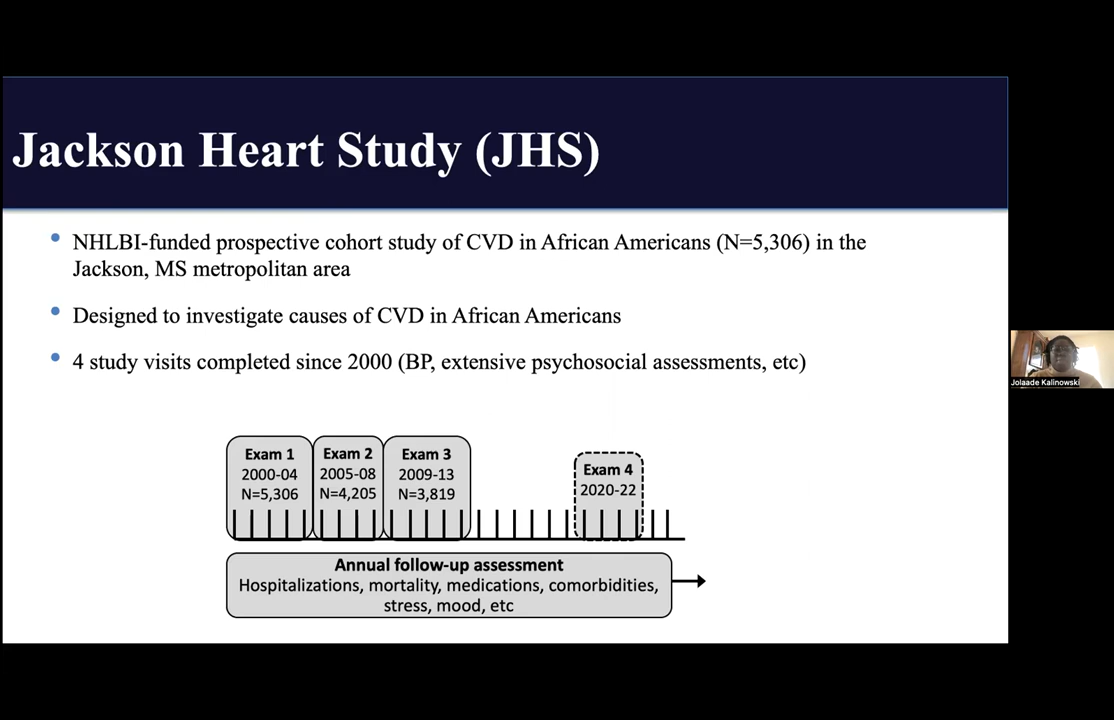 Jackson Heart Study (JHS)
• NHLBI-funded prospective cohort study of CVD in African Americans (N=5,306) in the
Jackson, MS metropolitan area
• Designed to investigate causes of CVD in African Americans
• 4 study visits completed since 2000 (BP, extensive psychosocial assessments, etc)
Exam 1
2000-04
N=5,306
Exam 2
2005-08
N=4,205
Exam 3
2009-13
N=3,819
Exam 4
2020-22
Annual follow-up assessment
Hospitalizations, mortality, medications, comorbidities,
stress, mood, etc
Jolaade Kalinowski